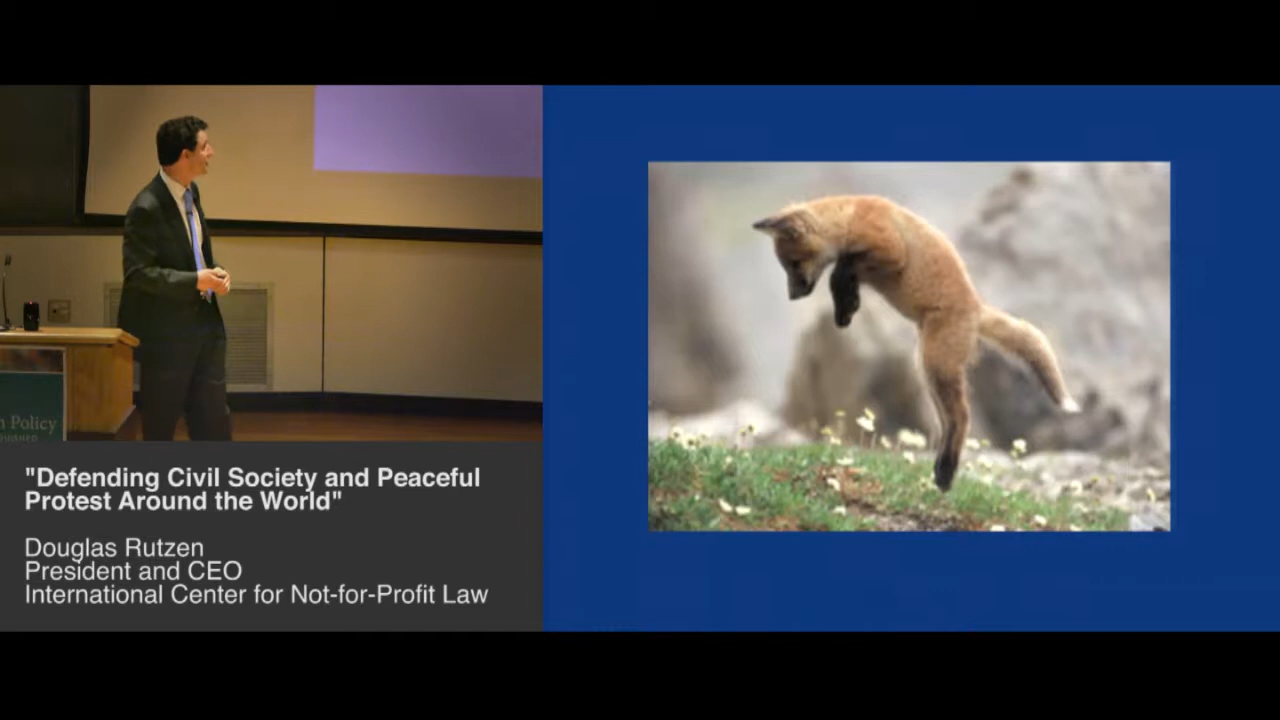 n Policy
"Defending Civil Society and Peaceful
Protest Around the World"
Douglas Rutzen
President and CEO
International Center for Not-for-Profit Law